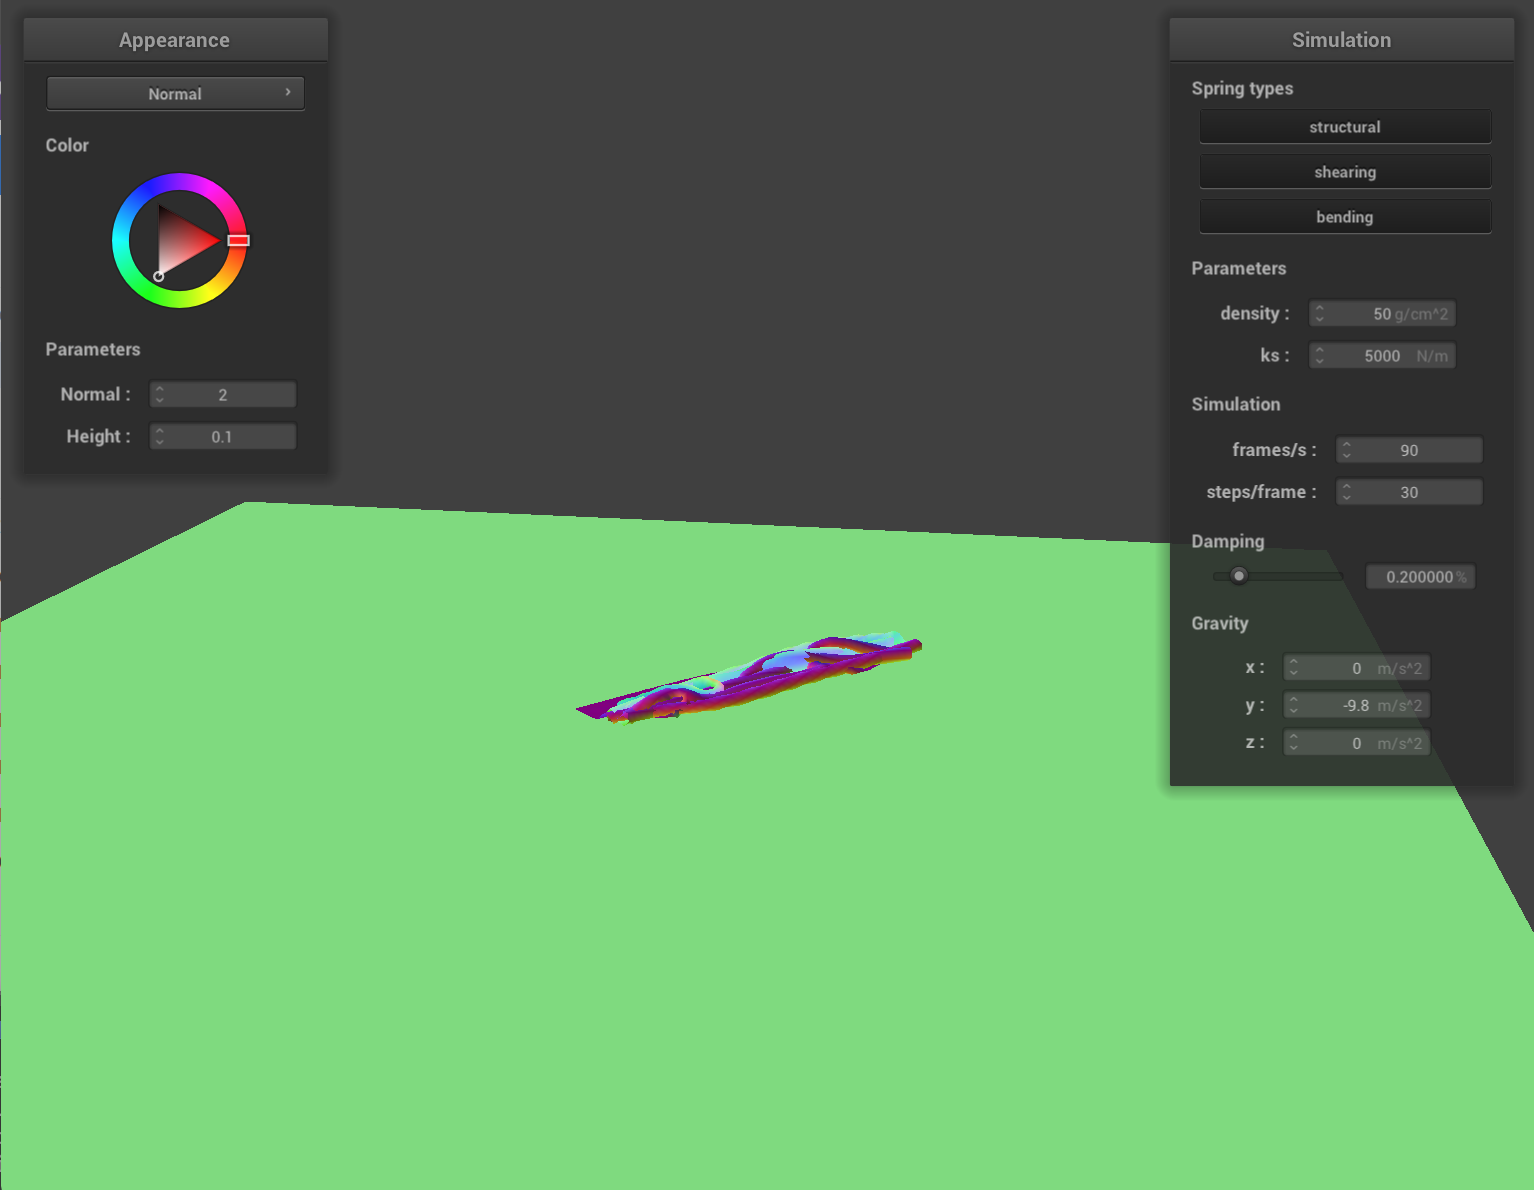 Appearance
Normal
Color
Parameters
Normal : 2
Height : 0.1
Simulation
Spring types
structural
shearing
bending
Parameters
density : 50 g/cm^2
ks : 5000 N/m
Simulation
frames/s : 90
steps/frame : 30
Damping
0.200000 %
Gravity
x : 0 m/s^2
y : -9.8 m/s^2
z : 0 m/s^2